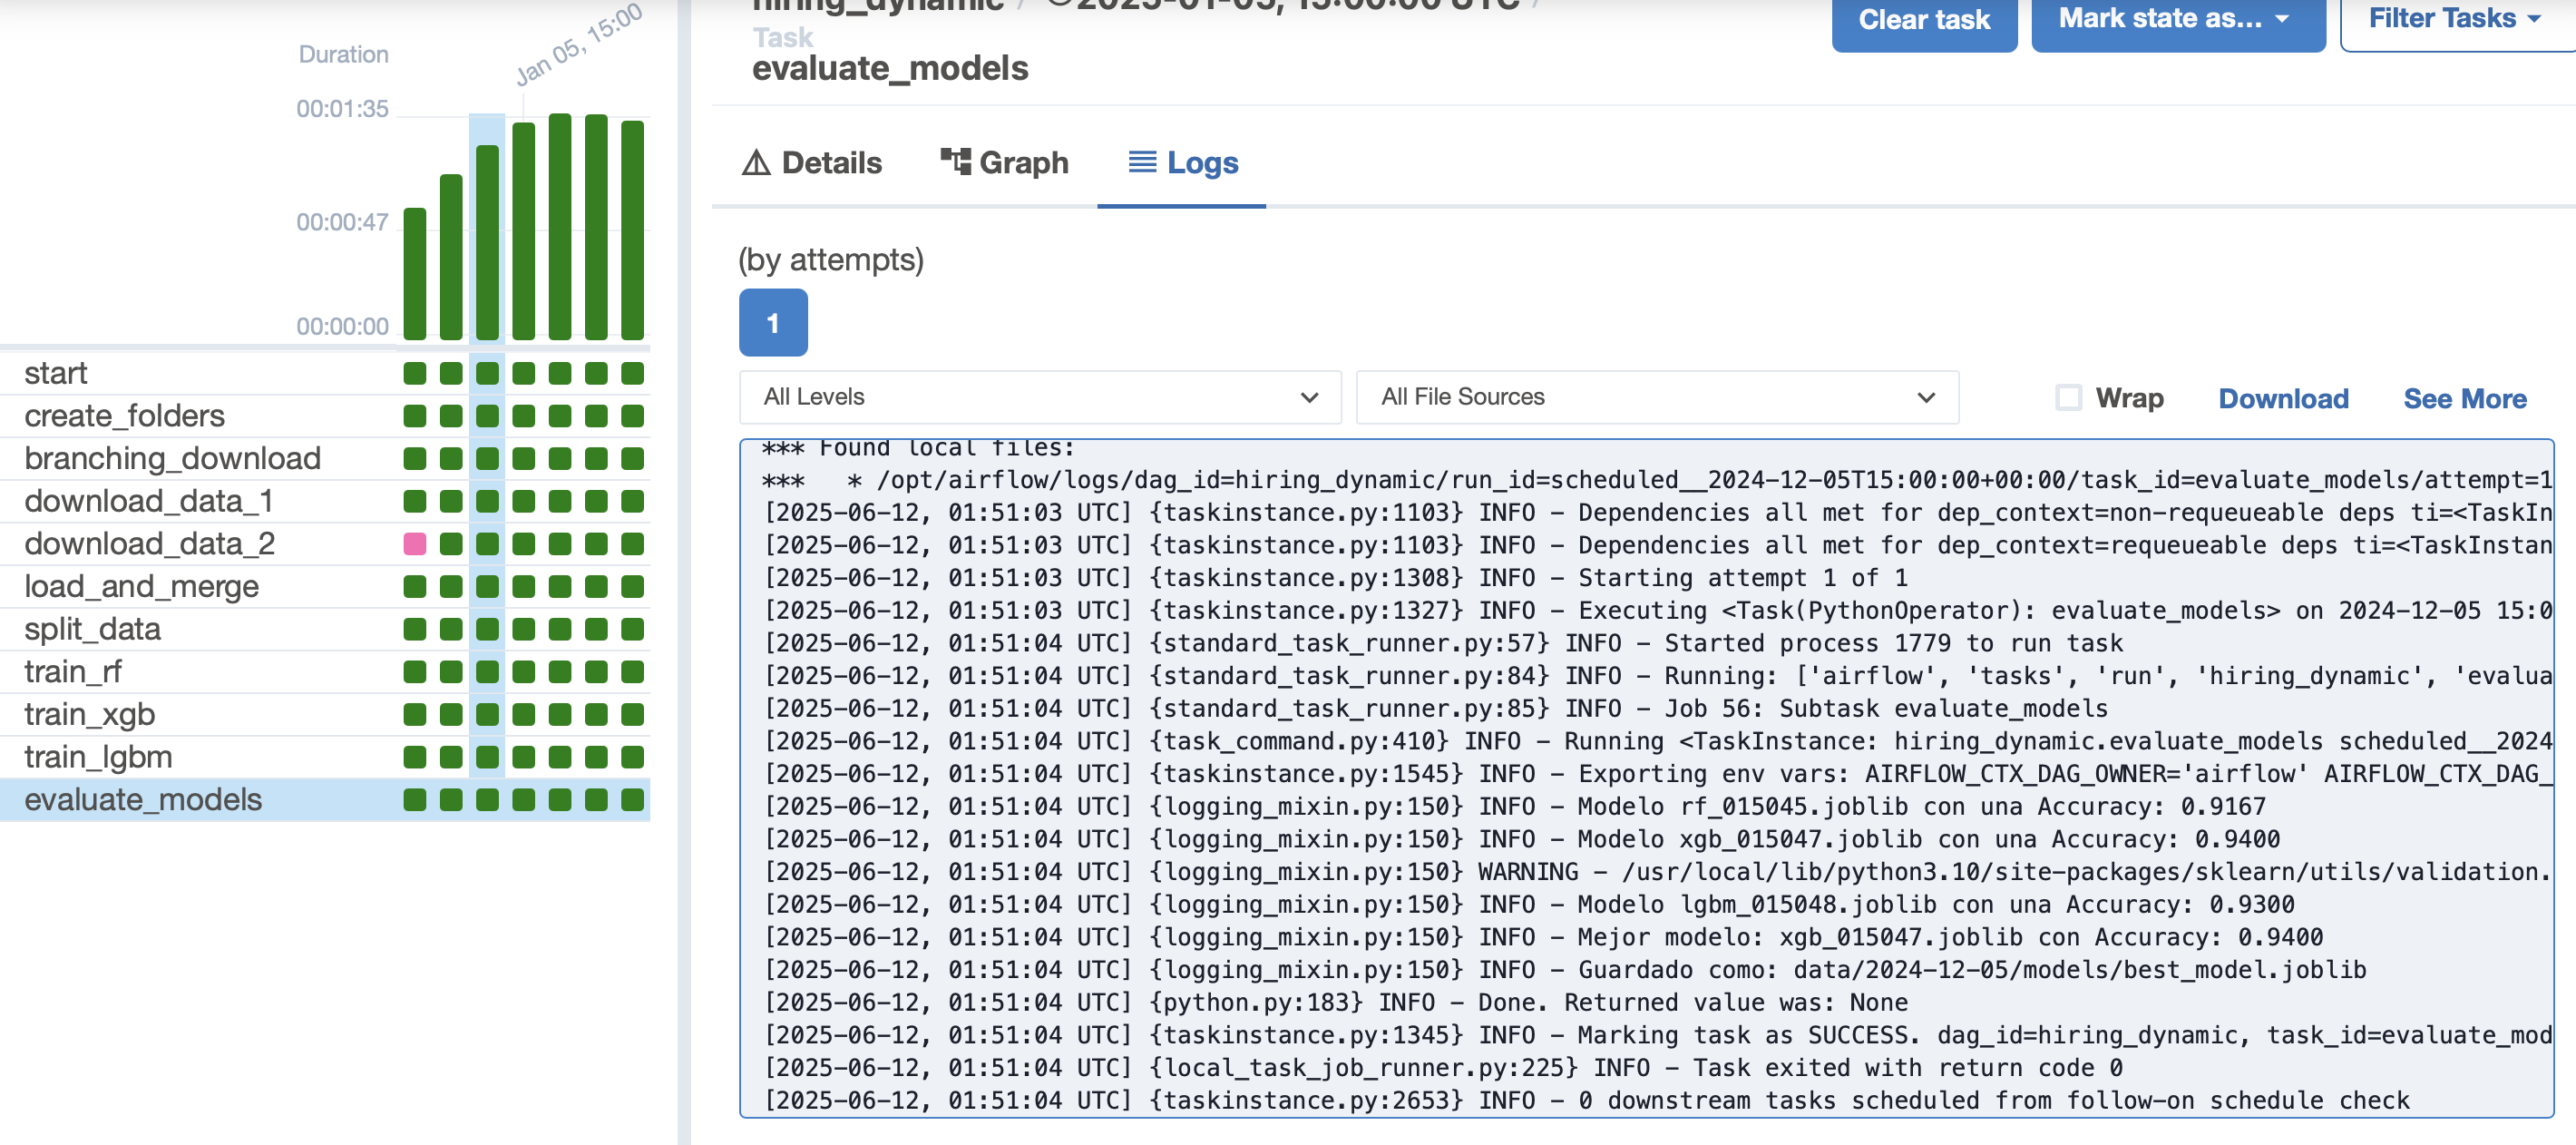 Duration
Jan 05, 15:00
00:01:35
00:00:47
00:00:00
start
create_folders
branching_download
download_data_1
download_data_2
load_and_merge
split_data
train_rf
train_xgb
train_lgbm
evaluate_models
hiring_dynamic / 2025-01-05, 15:00:00 UTC /
Task
evaluate_models
Clear task
Mark state as...
Filter Tasks
Details
Graph
Logs
(by attempts)
1
All Levels
All File Sources
Wrap
Download
See More
*** Found local files:
***   * /opt/airflow/logs/dag_id=hiring_dynamic/run_id=scheduled__2024-12-05T15:00:00+00:00/task_id=evaluate_models/attempt=1
[2025-06-12, 01:51:03 UTC] {taskinstance.py:1103} INFO - Dependencies all met for dep_context=non-requeueable deps ti=<TaskIn
[2025-06-12, 01:51:03 UTC] {taskinstance.py:1103} INFO - Dependencies all met for dep_context=requeueable deps ti=<TaskInstan
[2025-06-12, 01:51:03 UTC] {taskinstance.py:1308} INFO - Starting attempt 1 of 1
[2025-06-12, 01:51:03 UTC] {taskinstance.py:1327} INFO - Executing <Task(PythonOperator): evaluate_models> on 2024-12-05 15:0
[2025-06-12, 01:51:04 UTC] {standard_task_runner.py:57} INFO - Started process 1779 to run task
[2025-06-12, 01:51:04 UTC] {standard_task_runner.py:84} INFO - Running: ['airflow', 'tasks', 'run', 'hiring_dynamic', 'evalua
[2025-06-12, 01:51:04 UTC] {standard_task_runner.py:85} INFO - Job 56: Subtask evaluate_models
[2025-06-12, 01:51:04 UTC] {task_command.py:410} INFO - Running <TaskInstance: hiring_dynamic.evaluate_models scheduled__2024
[2025-06-12, 01:51:04 UTC] {taskinstance.py:1545} INFO - Exporting env vars: AIRFLOW_CTX_DAG_OWNER='airflow' AIRFLOW_CTX_DAG_
[2025-06-12, 01:51:04 UTC] {logging_mixin.py:150} INFO - Modelo rf_015045.joblib con una Accuracy: 0.9167
[2025-06-12, 01:51:04 UTC] {logging_mixin.py:150} INFO - Modelo xgb_015047.joblib con una Accuracy: 0.9400
[2025-06-12, 01:51:04 UTC] {logging_mixin.py:150} WARNING - /usr/local/lib/python3.10/site-packages/sklearn/utils/validation.
[2025-06-12, 01:51:04 UTC] {logging_mixin.py:150} INFO - Modelo lgbm_015048.joblib con una Accuracy: 0.9300
[2025-06-12, 01:51:04 UTC] {logging_mixin.py:150} INFO - Mejor modelo: xgb_015047.joblib con Accuracy: 0.9400
[2025-06-12, 01:51:04 UTC] {logging_mixin.py:150} INFO - Guardado como: data/2024-12-05/models/best_model.joblib
[2025-06-12, 01:51:04 UTC] {python.py:183} INFO - Done. Returned value was: None
[2025-06-12, 01:51:04 UTC] {taskinstance.py:1345} INFO - Marking task as SUCCESS. dag_id=hiring_dynamic, task_id=evaluate_mod
[2025-06-12, 01:51:04 UTC] {local_task_job_runner.py:225} INFO - Task exited with return code 0
[2025-06-12, 01:51:04 UTC] {taskinstance.py:2653} INFO - 0 downstream tasks scheduled from follow-on schedule check